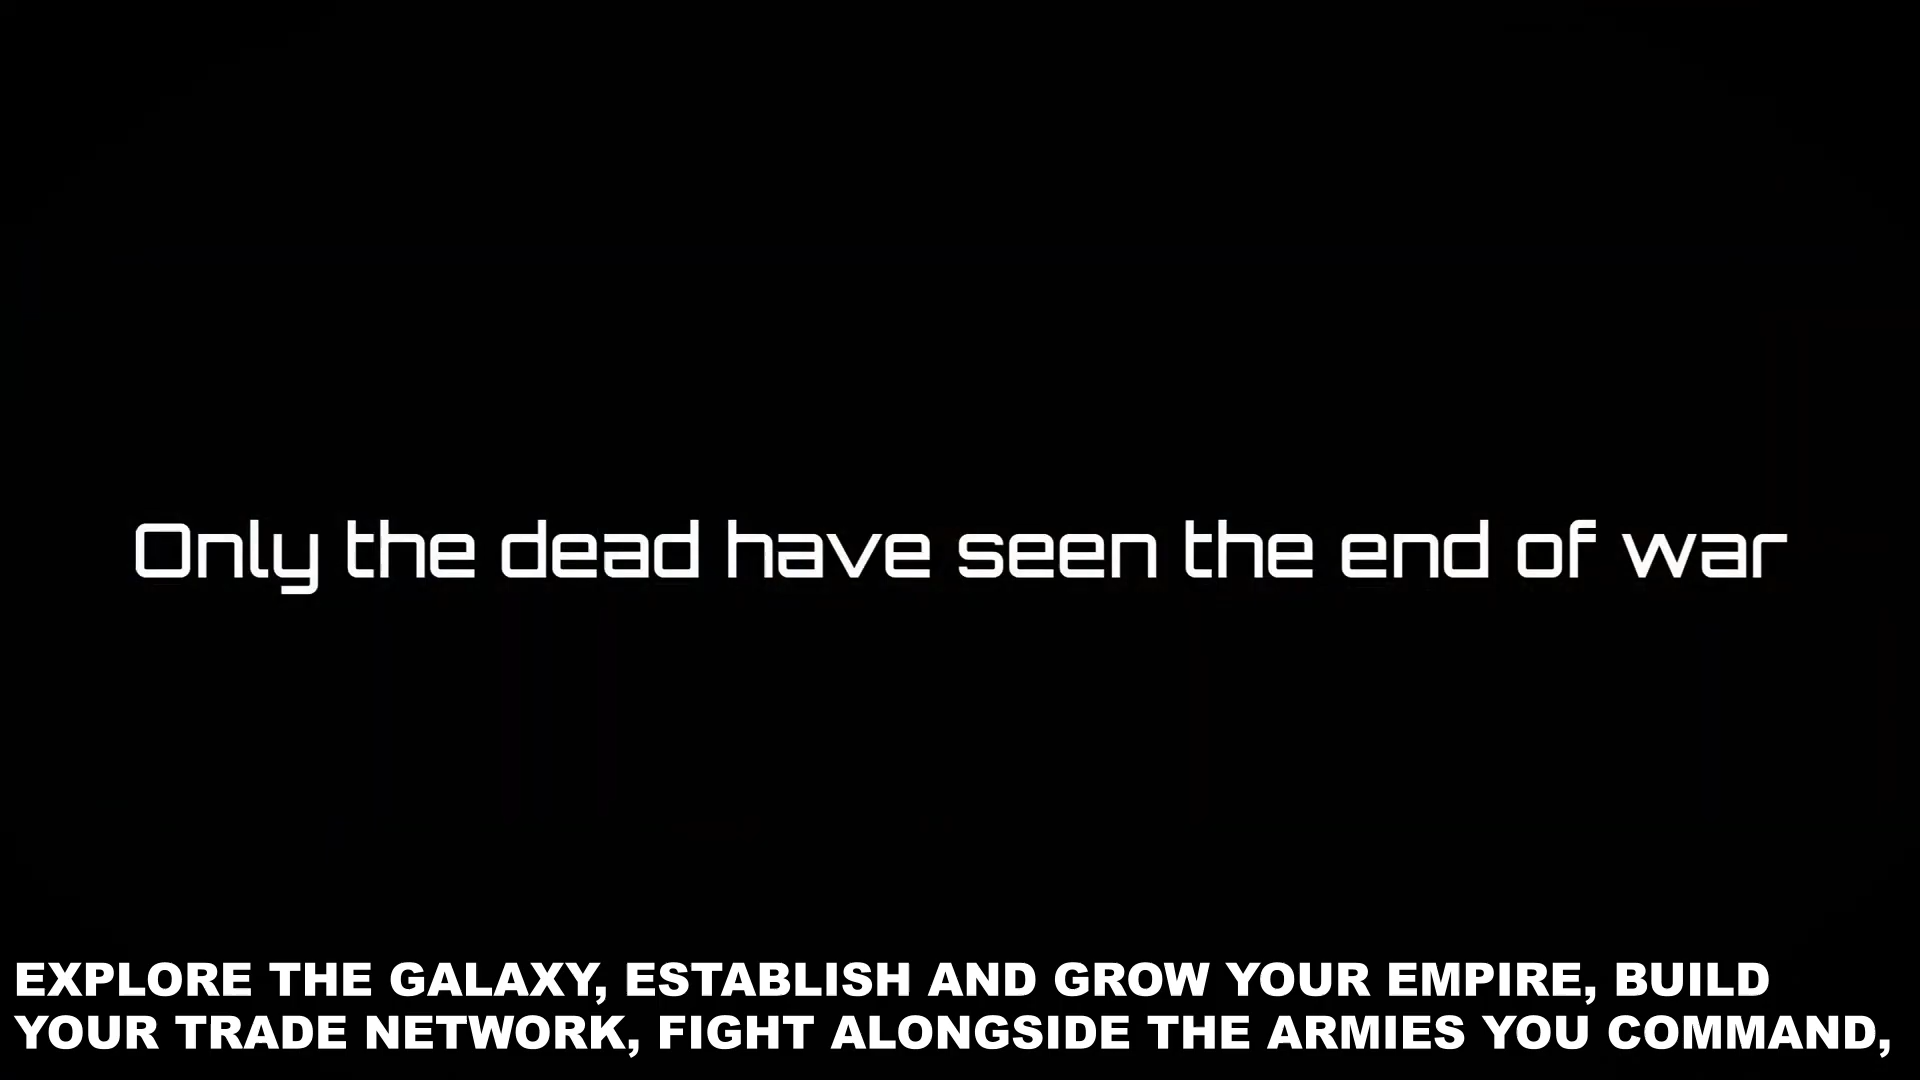 Only the dead have seen the end of war
EXPLORE THE GALAXY, ESTABLISH AND GROW YOUR EMPIRE, BUILD
YOUR TRADE NETWORK, FIGHT ALONGSIDE THE ARMIES YOU COMMAND,